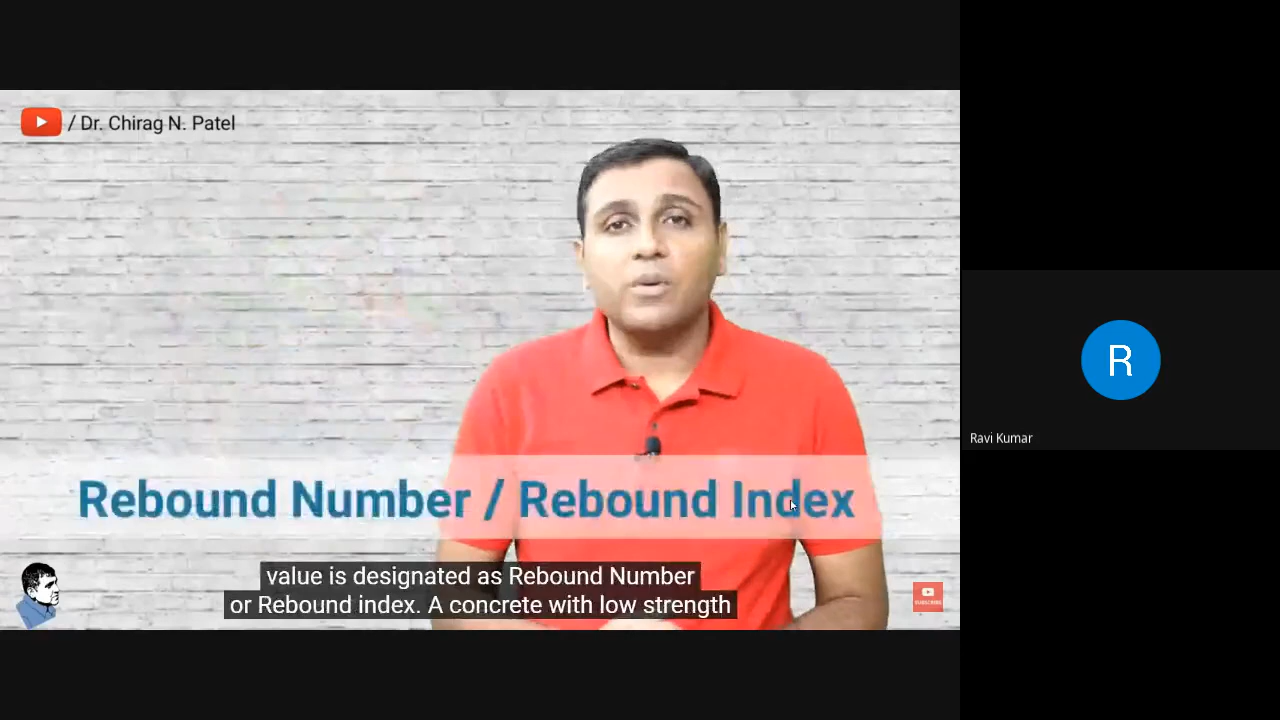 / Dr. Chirag N. Patel
Rebound Number / Rebound Index
value is designated as Rebound Number
or Rebound index. A concrete with low strength
SUBSCRIBE
R
Ravi Kumar